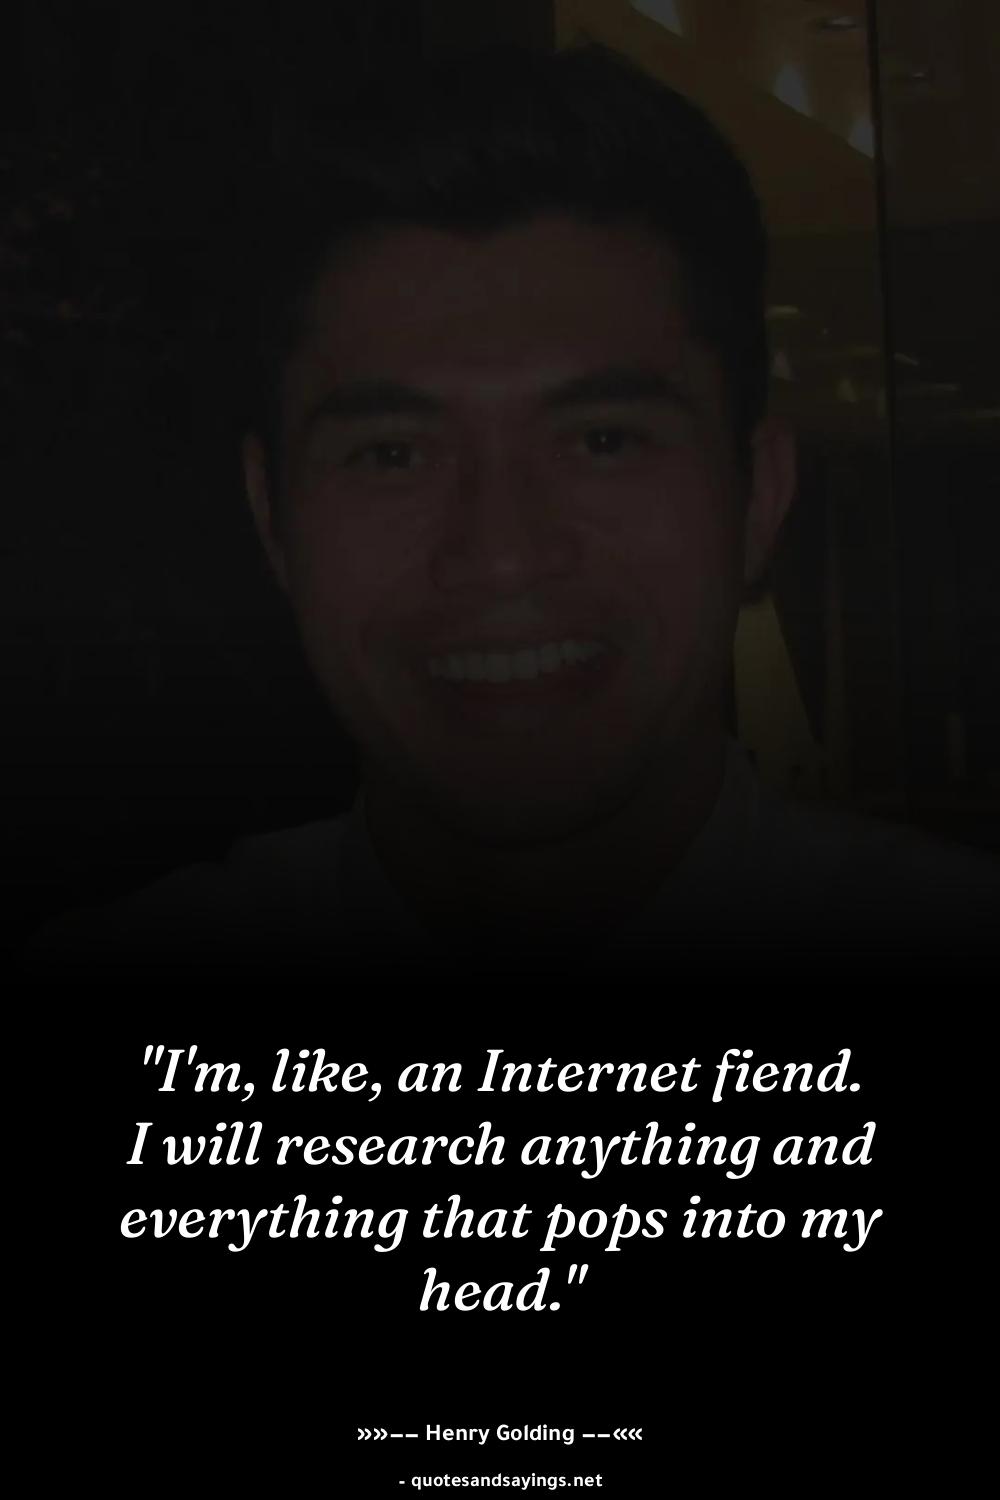 "I'm, like, an Internet fiend.
I will research anything and
everything that pops into my
head."
»»–– Henry Golding ––««
- quotesandsayings.net